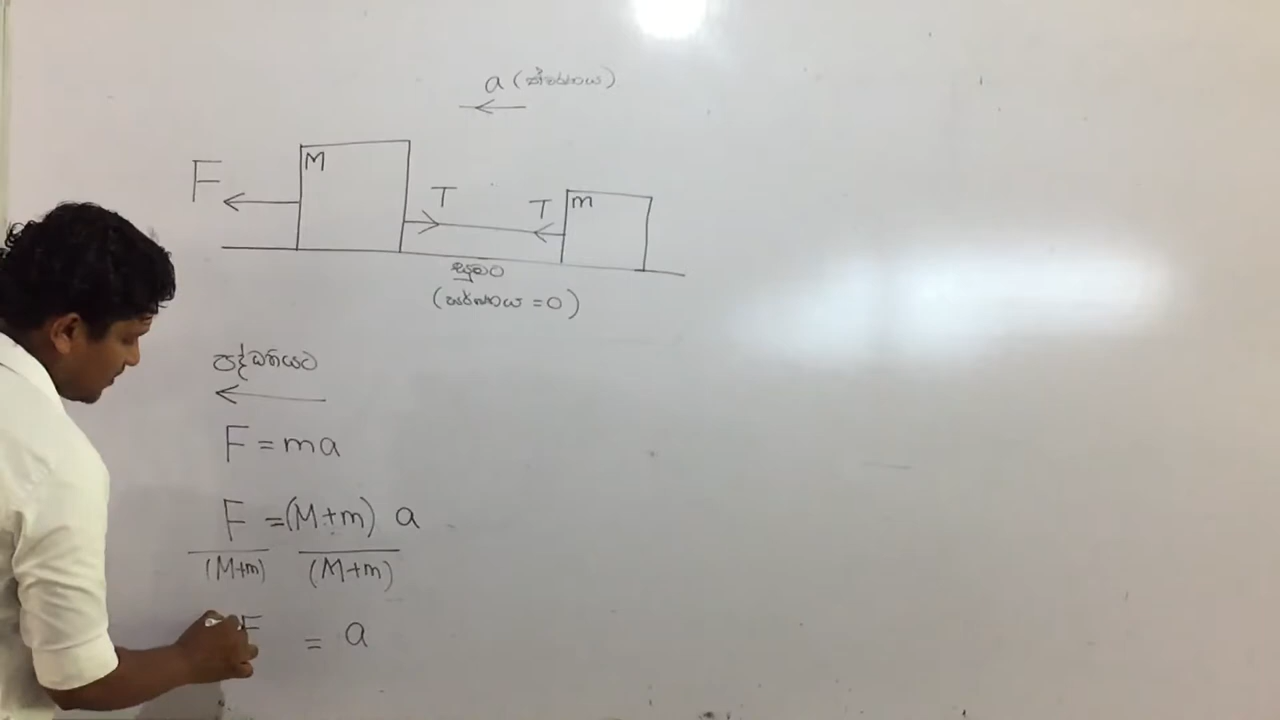 a (ත්වරණය)
F M T T m
සුමට
(ඝර්ෂණය = 0)
පද්ධතියට
F = ma
F = (M+m) a
(M+m) (M+m)
F = a